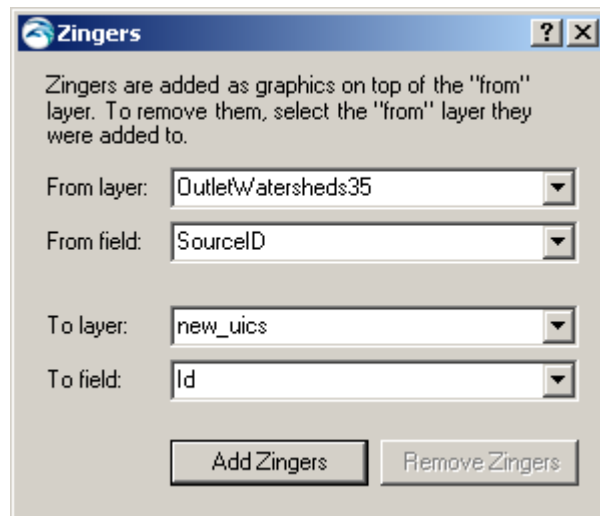 Zingers
Zingers are added as graphics on top of the "from"
layer. To remove them, select the "from" layer they
were added to.
From layer: OutletWatersheds35
From field: SourceID
To layer: new_uics
To field: Id
Add Zingers Remove Zingers